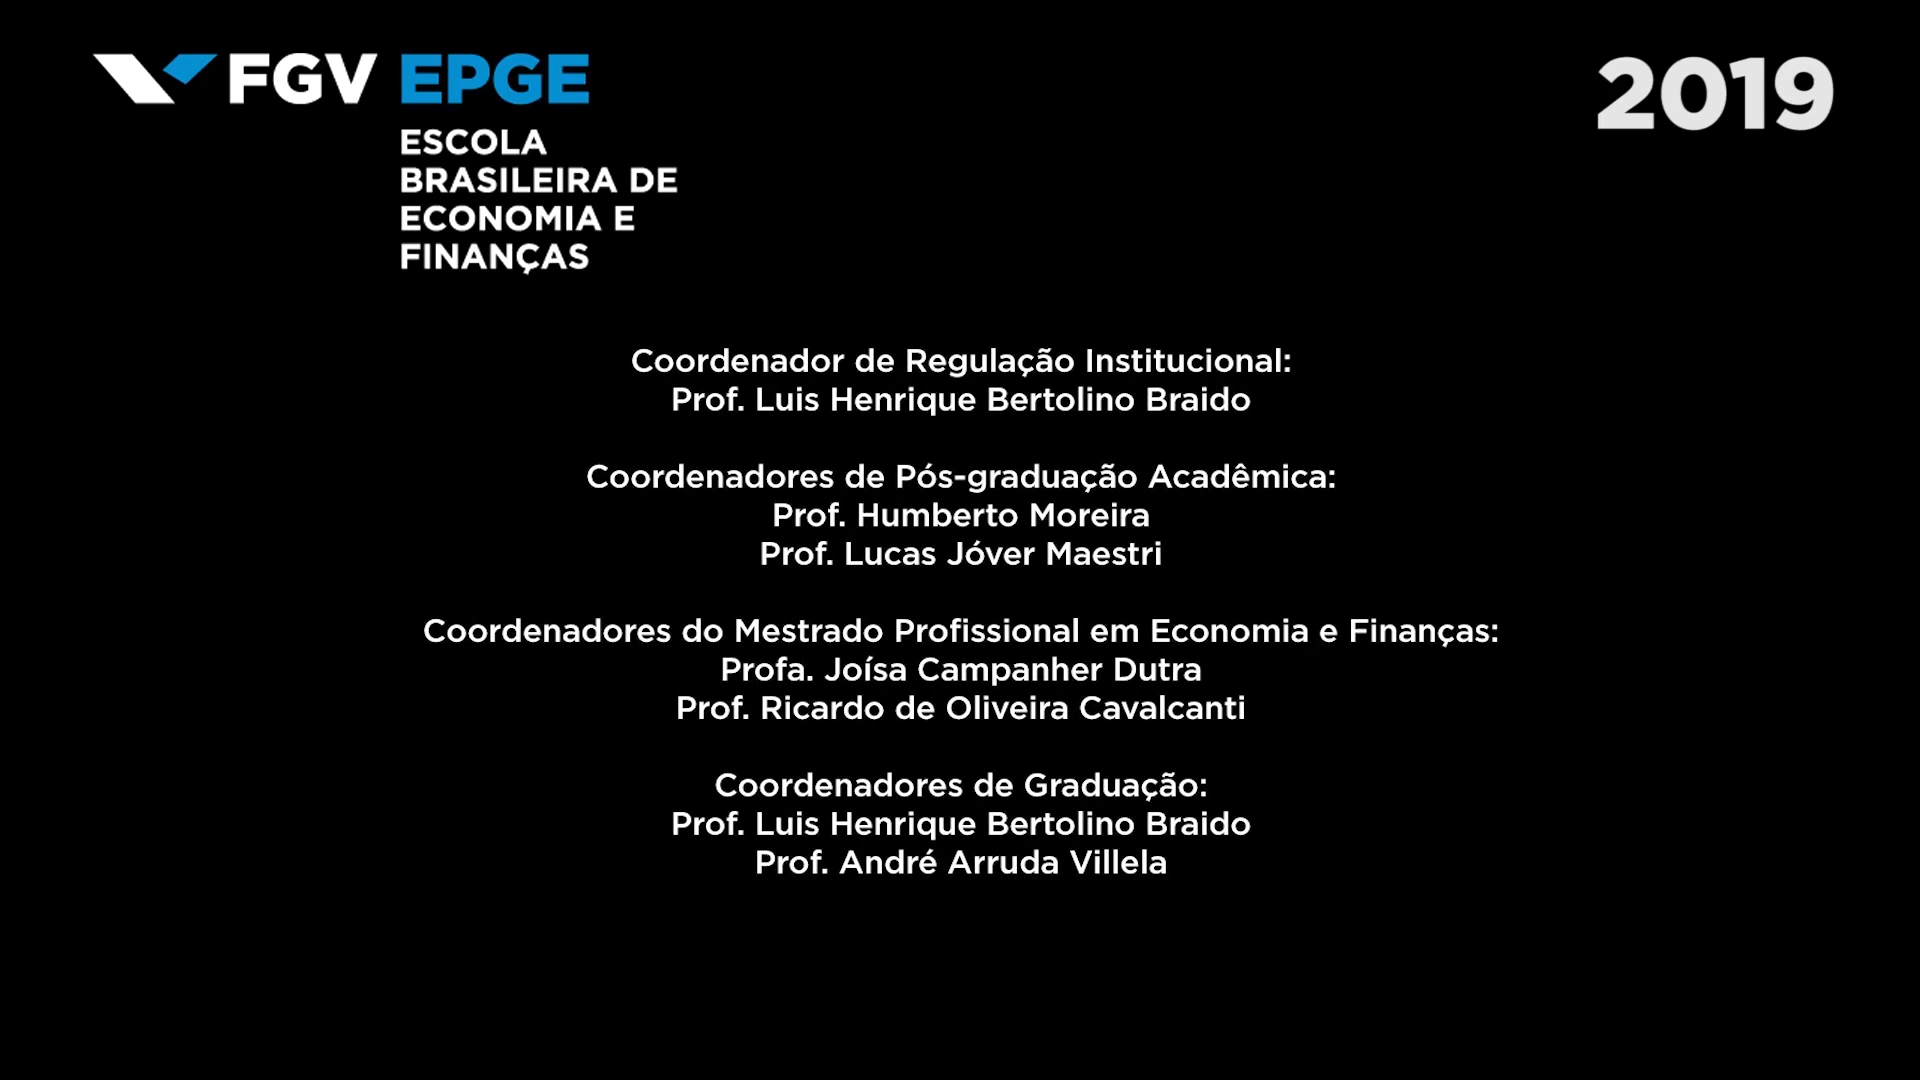 FGV EPGE
ESCOLA
BRASILEIRA DE
ECONOMIA E
FINANÇAS
2019
Coordenador de Regulação Institucional:
Prof. Luis Henrique Bertolino Braido
Coordenadores de Pós-graduação Acadêmica:
Prof. Humberto Moreira
Prof. Lucas Jóver Maestri
Coordenadores do Mestrado Profissional em Economia e Finanças:
Profa. Joísa Campanher Dutra
Prof. Ricardo de Oliveira Cavalcanti
Coordenadores de Graduação:
Prof. Luis Henrique Bertolino Braido
Prof. André Arruda Villela